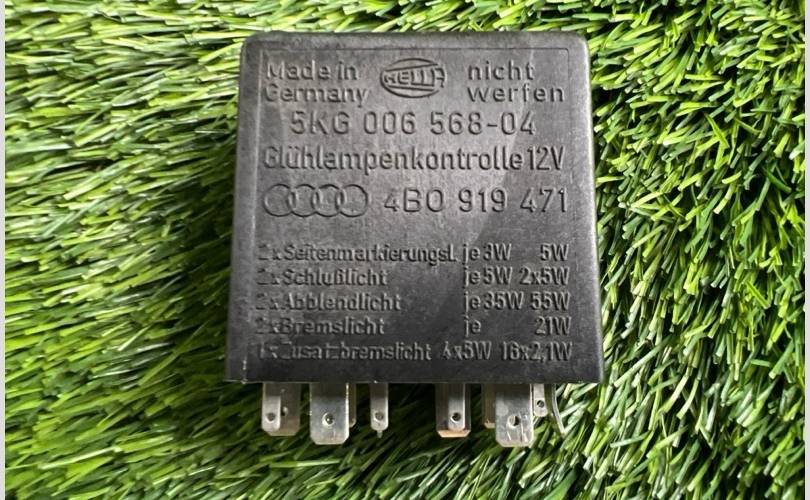 Made in HELLA nicht
Germany werfen
5KG 006 568-04
Glühlampenkontrolle 12V
4B0 919 471
2xSeitenmarkierungsl. je 3W 5W
2xSchlußlicht je 5W 2x5W
2xAbblendlicht je 35W 55W
2xBremslicht je 21W
1xZusatzbremslicht 4x5W 16x2,1W